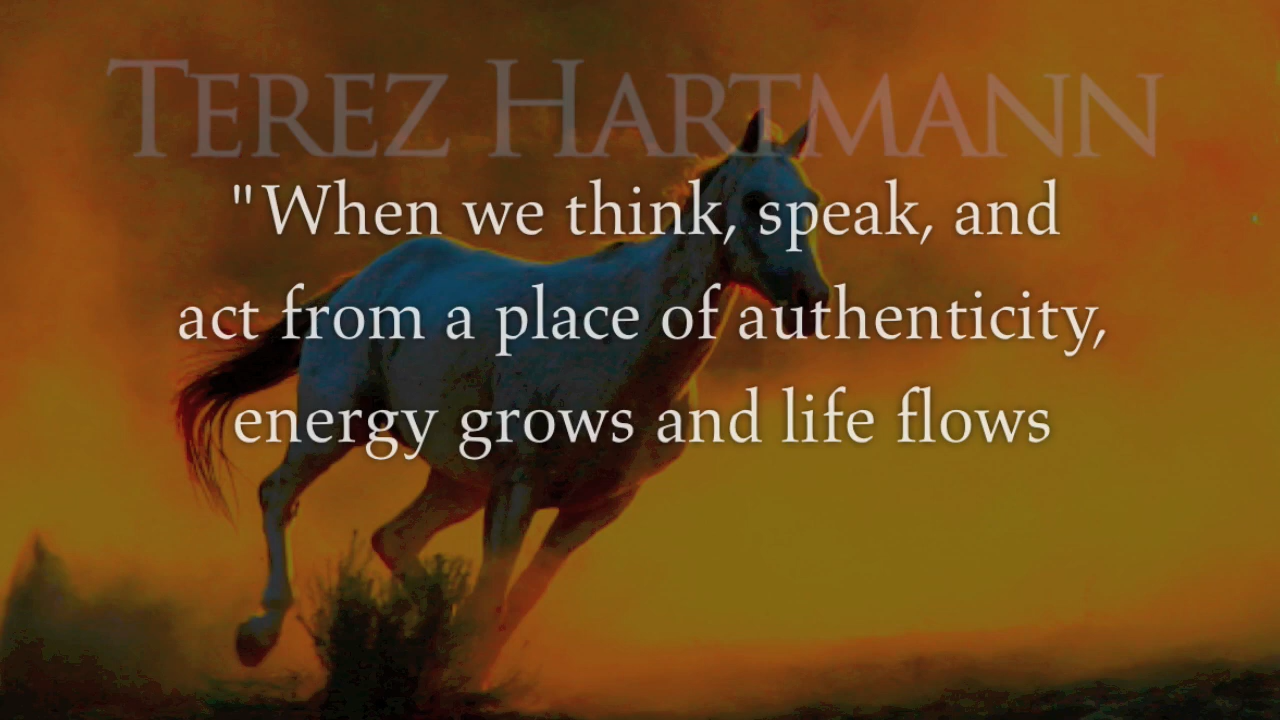 TEREZ HARTMANN
"When we think, speak, and
act from a place of authenticity,
energy grows and life flows